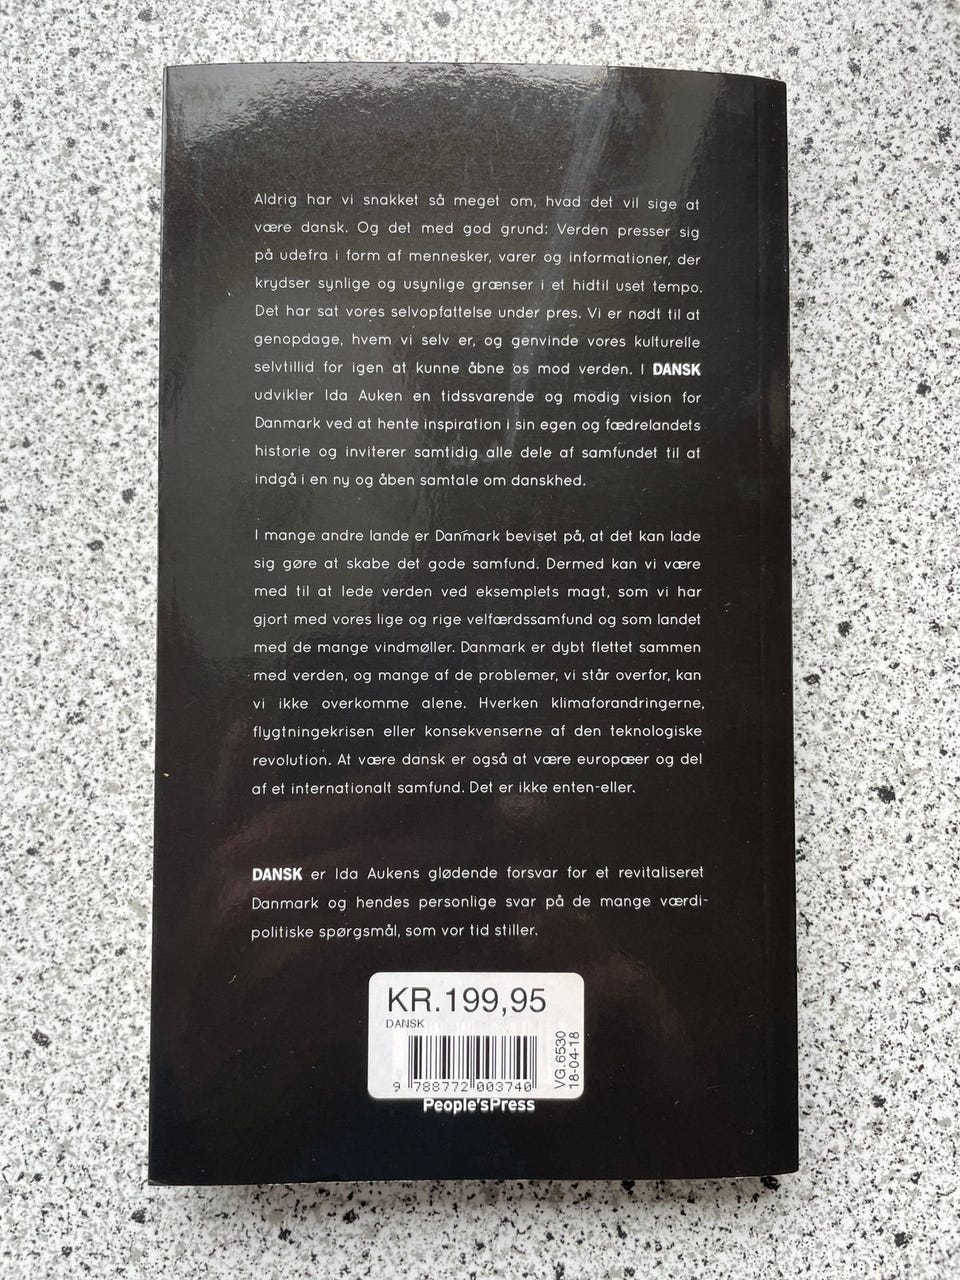 Aldrig har vi snakket så meget om, hvad det vil sige at
være dansk. Og det med god grund: Verden presser sig
på udefra i form af mennesker, varer og informationer, der
krydser synlige og usynlige grænser i et hidtil uset tempo.
Det har sat vores selvopfattelse under pres. Vi er nødt til at
genopdage, hvem vi selv er, og genvinde vores kulturelle
selvtillid for igen at kunne åbne os mod verden. I DANSK
udvikler Ida Auken en tidssvarende og modig vision for
Danmark ved at hente inspiration i sin egen og fædrelandets
historie og inviterer samtidig alle dele af samfundet til at
indgå i en ny og åben samtale om danskhed.
I mange andre lande er Danmark beviset på, at det kan lade
sig gøre at skabe det gode samfund. Dermed kan vi være
med til at lede verden ved eksemplets magt, som vi har
gjort med vores lige og rige velfærdssamfund og som landet
med de mange vindmøller. Danmark er dybt flettet sammen
med verden, og mange af de problemer, vi står overfor, kan
vi ikke overkomme alene. Hverken klimaforandringerne,
flygtningekrisen eller konsekvenserne af den teknologiske
revolution. At være dansk er også at være europæer og del
af et internationalt samfund. Det er ikke enten-eller.
DANSK er Ida Aukens glødende forsvar for et revitaliseret
Danmark og hendes personlige svar på de mange værdi-
politiske spørgsmål, som vor tid stiller.
KR.199,95
DANSK
9 788772 003740
VG.6530
18-04-18
People'sPress